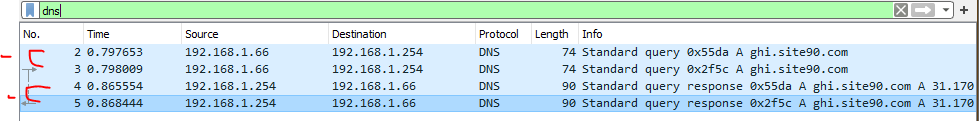 dns
No. Time Source Destination Protocol Length Info
2 0.797653 192.168.1.66 192.168.1.254 DNS 74 Standard query 0x55da A ghi.site90.com
3 0.798009 192.168.1.66 192.168.1.254 DNS 74 Standard query 0x2f5c A ghi.site90.com
4 0.865554 192.168.1.254 192.168.1.66 DNS 90 Standard query response 0x55da A ghi.site90.com A 31.170
5 0.868444 192.168.1.254 192.168.1.66 DNS 90 Standard query response 0x2f5c A ghi.site90.com A 31.170